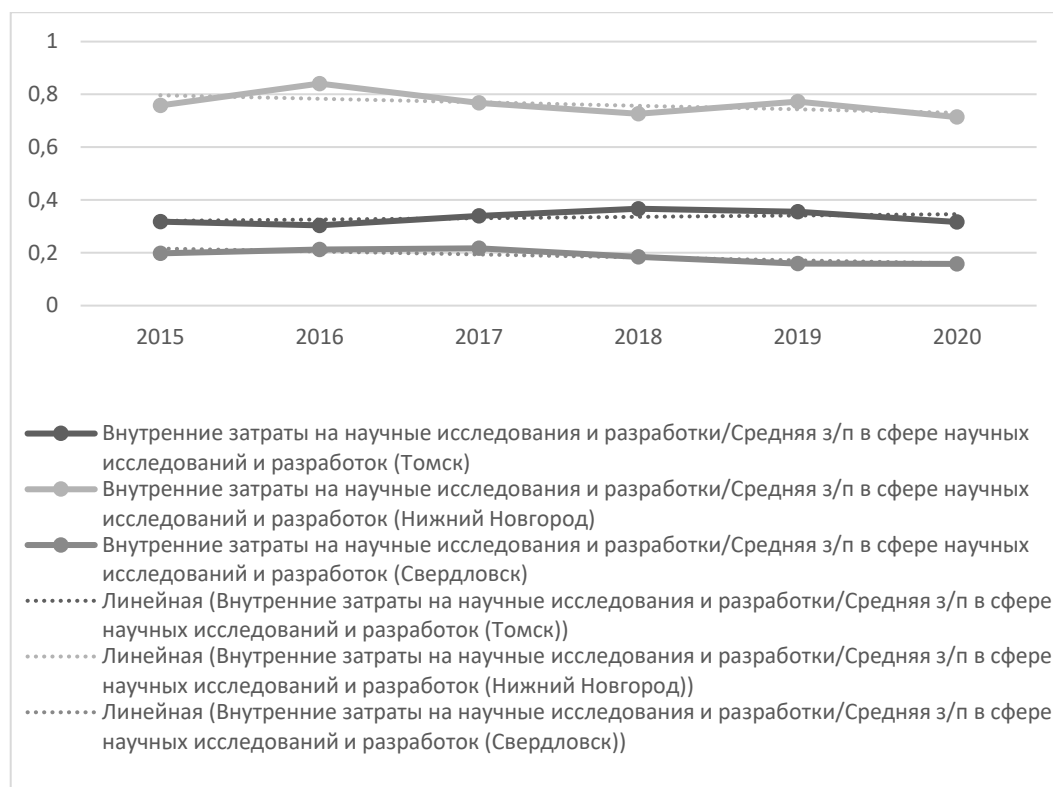 1
0,8
0,6
0,4
0,2
0
2015 2016 2017 2018 2019 2020
Внутренние затраты на научные исследования и разработки/Средняя з/п в сфере научных
исследований и разработок (Томск)
Внутренние затраты на научные исследования и разработки/Средняя з/п в сфере научных
исследований и разработок (Нижний Новгород)
Внутренние затраты на научные исследования и разработки/Средняя з/п в сфере научных
исследований и разработок (Свердловск)
Линейная (Внутренние затраты на научные исследования и разработки/Средняя з/п в сфере
научных исследований и разработок (Томск))
Линейная (Внутренние затраты на научные исследования и разработки/Средняя з/п в сфере
научных исследований и разработок (Нижний Новгород))
Линейная (Внутренние затраты на научные исследования и разработки/Средняя з/п в сфере
научных исследований и разработок (Свердловск))